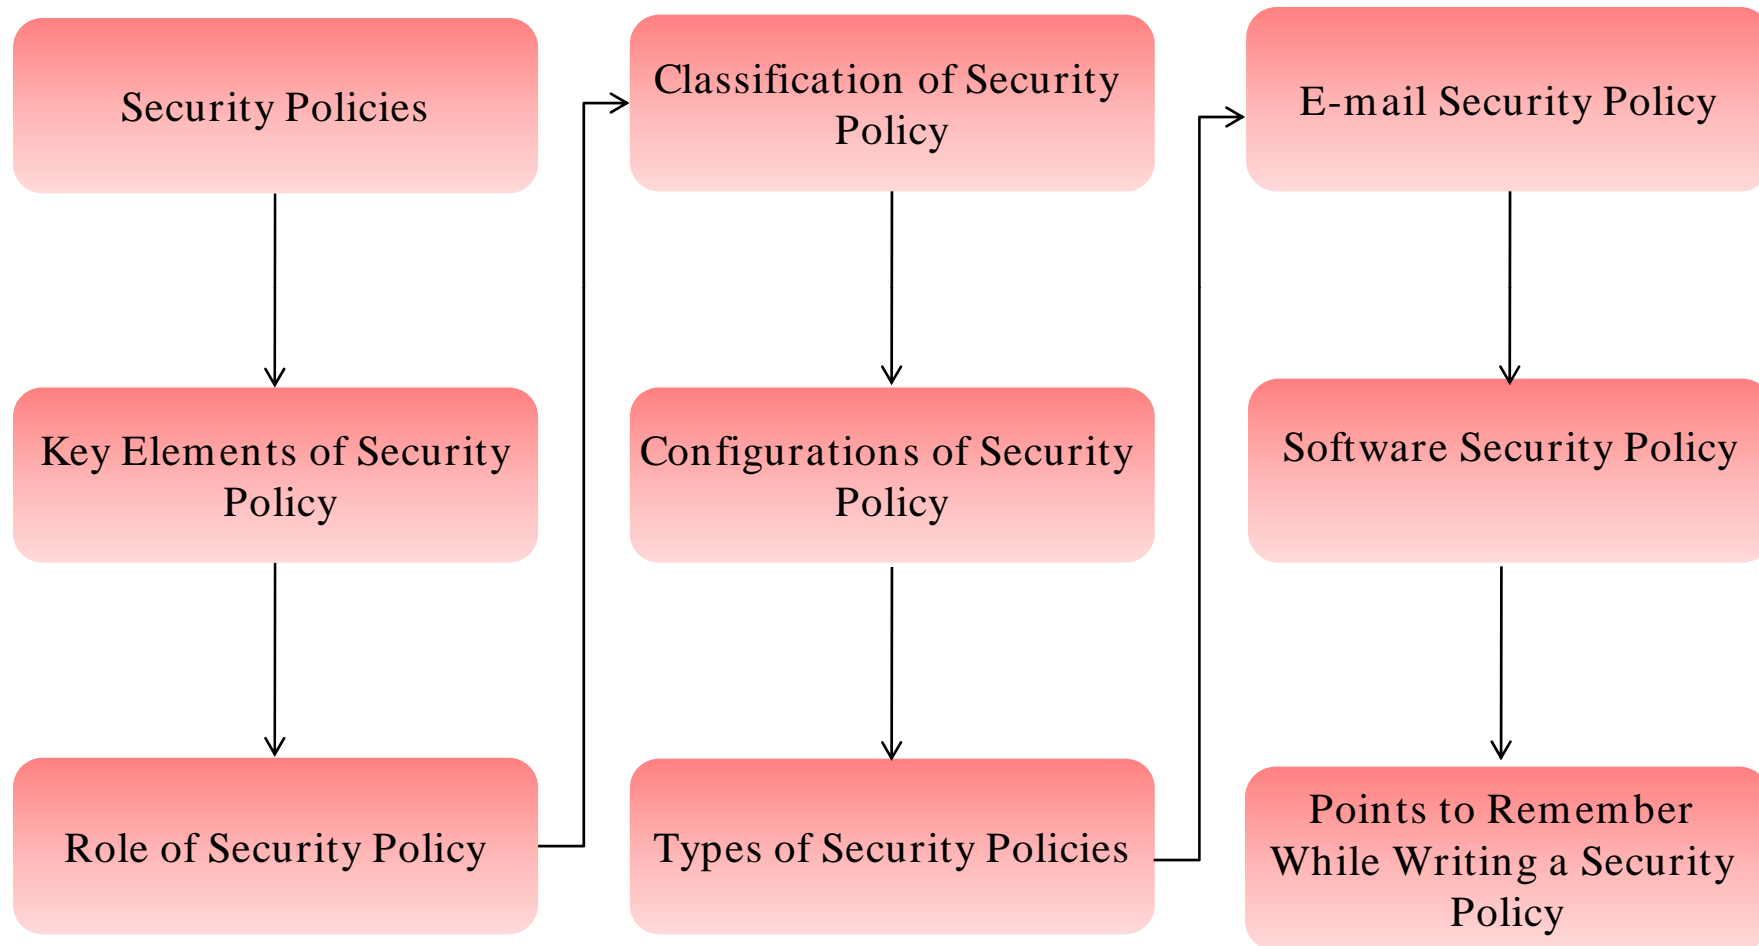 Security Policies
Key Elements of Security
Policy
Role of Security Policy
Classification of Security
Policy
Configurations of Security
Policy
Types of Security Policies
E-mail Security Policy
Software Security Policy
Points to Remember
While Writing a Security
Policy